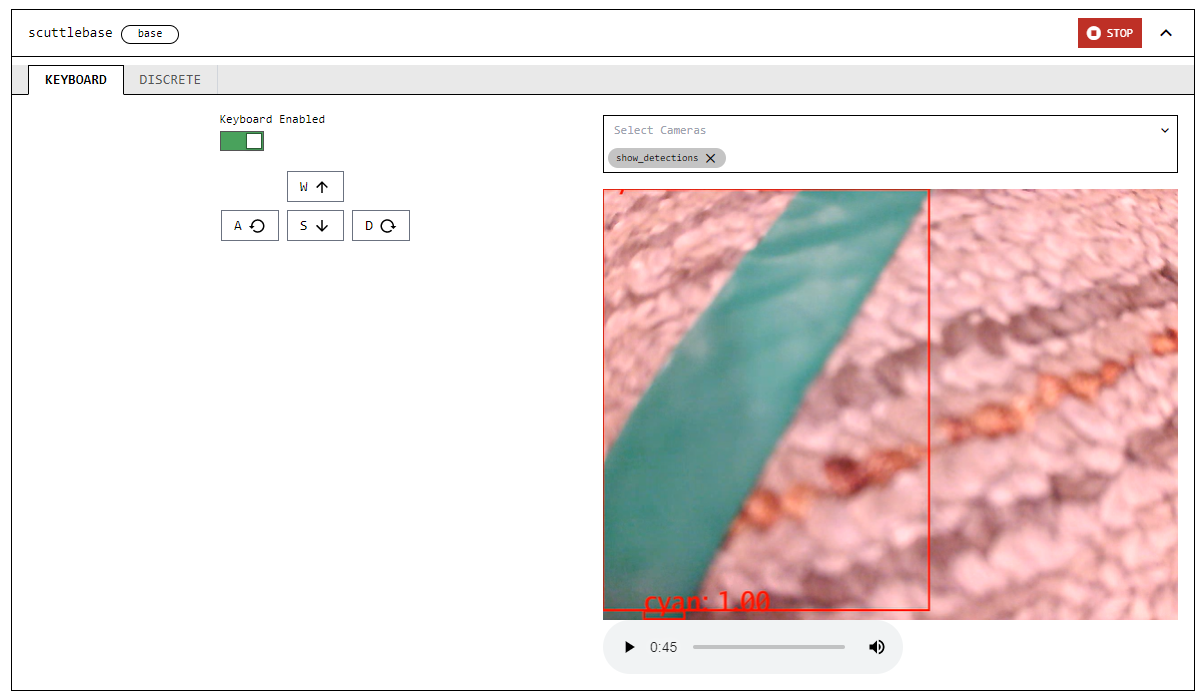 scuttlebase base STOP
KEYBOARD DISCRETE
Keyboard Enabled
W
A S D
Select Cameras
show_detections
cyan: 1.00
0:45